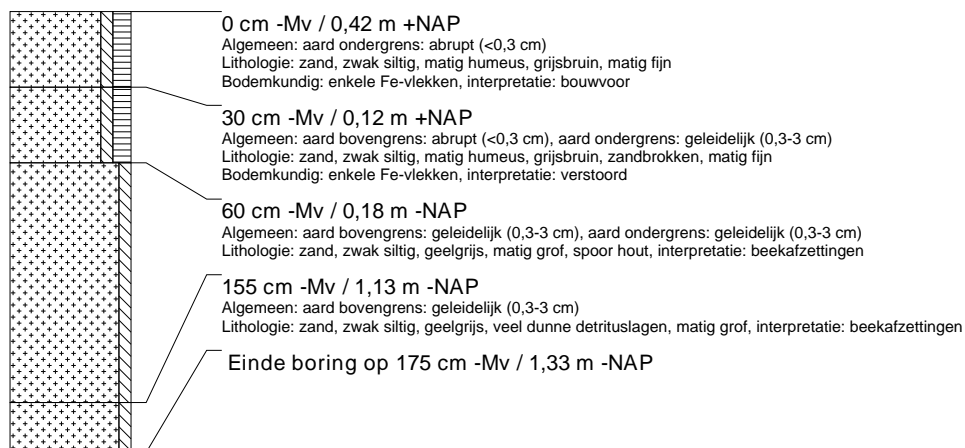 0 cm -Mv / 0,42 m +NAP
Algemeen: aard ondergrens: abrupt (<0,3 cm)
Lithologie: zand, zwak siltig, matig humeus, grijsbruin, matig fijn
Bodemkundig: enkele Fe-vlekken, interpretatie: bouwvoor
30 cm -Mv / 0,12 m +NAP
Algemeen: aard bovengrens: abrupt (<0,3 cm), aard ondergrens: geleidelijk (0,3-3 cm)
Lithologie: zand, zwak siltig, matig humeus, grijsbruin, zandbrokken, matig fijn
Bodemkundig: enkele Fe-vlekken, interpretatie: verstoord
60 cm -Mv / 0,18 m -NAP
Algemeen: aard bovengrens: geleidelijk (0,3-3 cm), aard ondergrens: geleidelijk (0,3-3 cm)
Lithologie: zand, zwak siltig, geelgrijs, matig grof, spoor hout, interpretatie: beekafzettingen
155 cm -Mv / 1,13 m -NAP
Algemeen: aard bovengrens: geleidelijk (0,3-3 cm)
Lithologie: zand, zwak siltig, geelgrijs, veel dunne detrituslagen, matig grof, interpretatie: beekafzettingen
Einde boring op 175 cm -Mv / 1,33 m -NAP